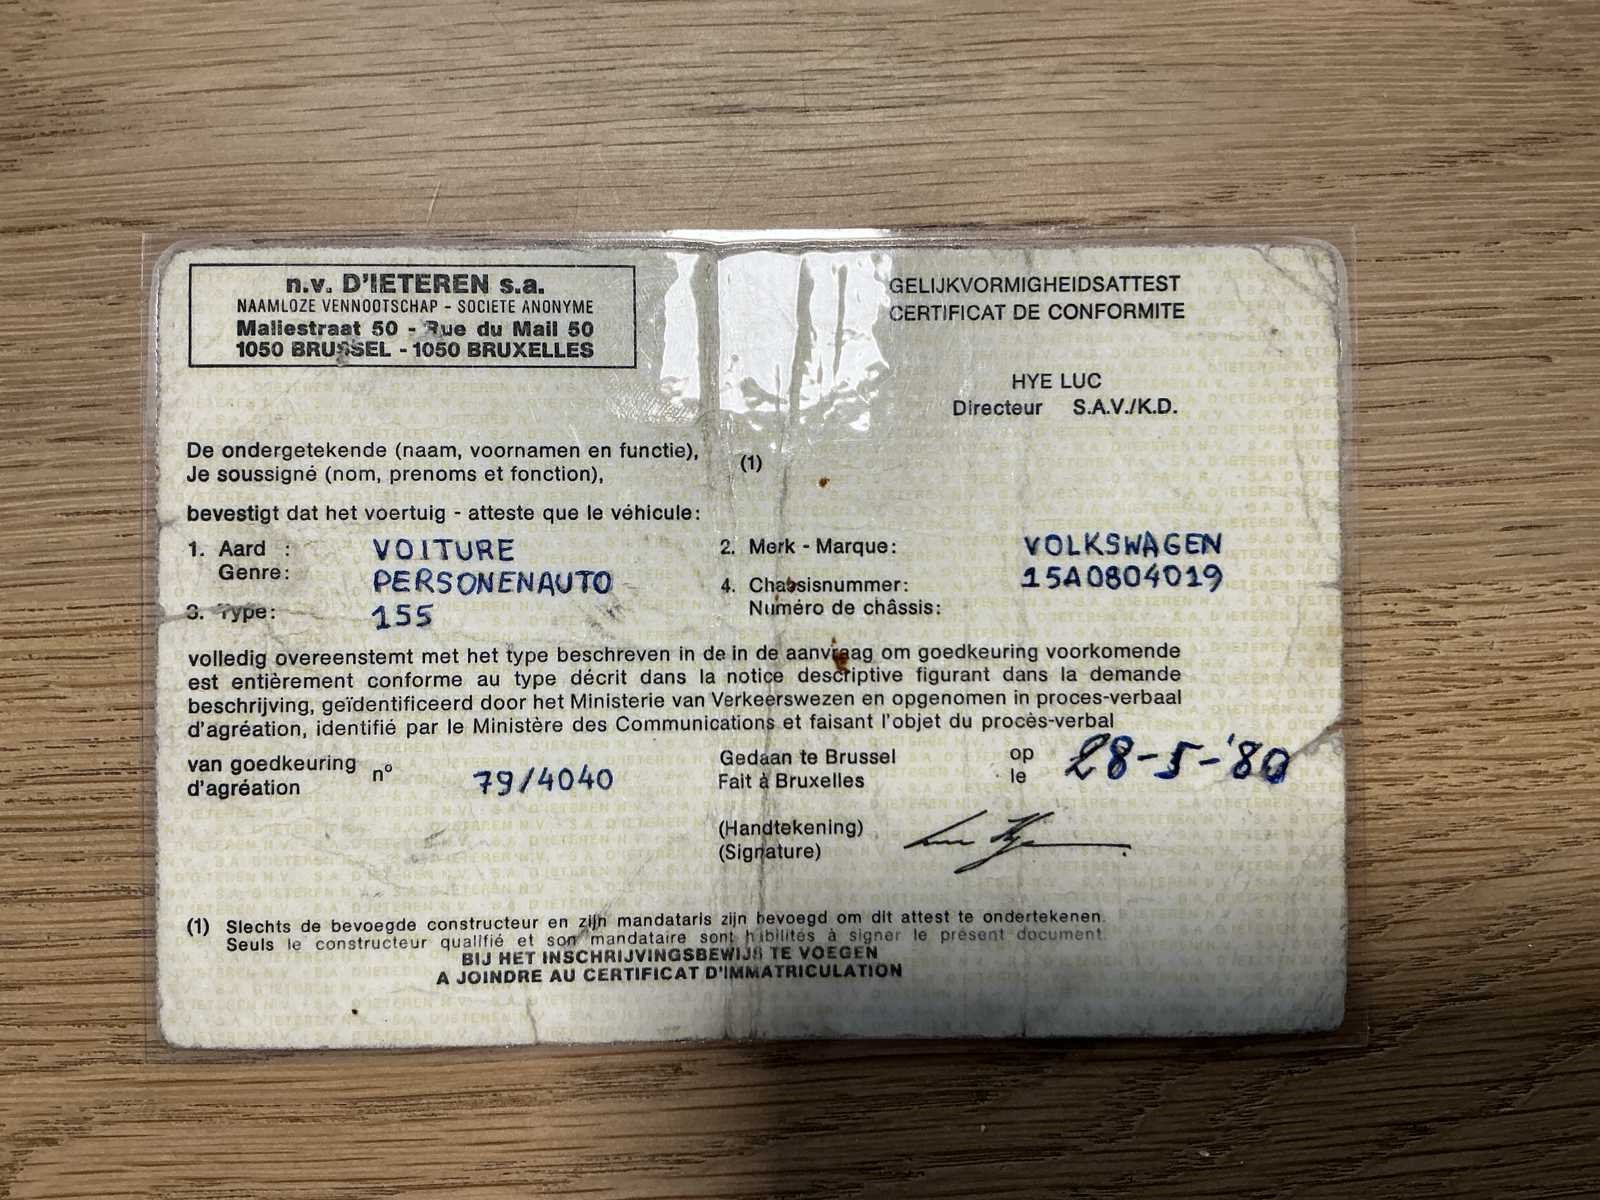 n.v. D'IETEREN s.a.
NAAMLOZE VENNOOTSCHAP - SOCIETE ANONYME
Maliestraat 50 - Rue du Mail 50
1050 BRUSSEL - 1050 BRUXELLES
GELIJKVORMIGHEIDSATTEST
CERTIFICAT DE CONFORMITE
HYE LUC
Directeur S.A.V./K.D.
De ondergetekende (naam, voornamen en functie),
Je soussigné (nom, prenoms et fonction),
(1)
bevestigt dat het voertuig - atteste que le véhicule:
1. Aard : VOITURE
Genre: PERSONENAUTO
2. Merk - Marque: VOLKSWAGEN
3. Type: 155
4. Chassisnummer: 15A0804019
Numéro de châssis:
volledig overeenstemt met het type beschreven in de in de aanvraag om goedkeuring voorkomende
est entièrement conforme au type décrit dans la notice descriptive figurant dans la demande
beschrijving, geïdentificeerd door het Ministerie van Verkeerswezen en opgenomen in proces-verbaal
d'agréation, identifié par le Ministère des Communications et faisant l'objet du procès-verbal
van goedkeuring
d'agréation
nº 79/4040
Gedaan te Brussel op
Fait à Bruxelles le
28-5-'80
(Handtekening)
(Signature)
(1) Slechts de bevoegde constructeur en zijn mandataris zijn bevoegd om dit attest te ondertekenen.
Seuls le constructeur qualifié et son mandataire sont habilités à signer le présent document.
BIJ HET INSCHRIJVINGSBEWIJS TE VOEGEN
A JOINDRE AU CERTIFICAT D'IMMATRICULATION